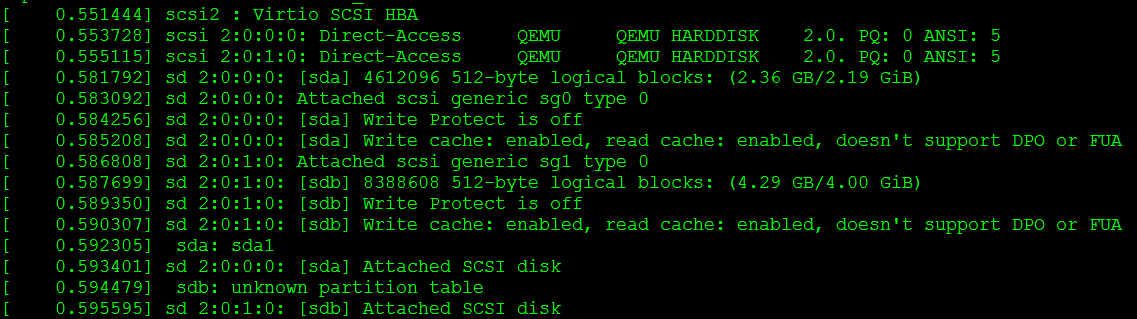 [    0.551444] scsi2 : Virtio SCSI HBA
[    0.553728] scsi 2:0:0:0: Direct-Access     QEMU     QEMU HARDDISK    2.0. PQ: 0 ANSI: 5
[    0.555115] scsi 2:0:1:0: Direct-Access     QEMU     QEMU HARDDISK    2.0. PQ: 0 ANSI: 5
[    0.581792] sd 2:0:0:0: [sda] 4612096 512-byte logical blocks: (2.36 GB/2.19 GiB)
[    0.583092] sd 2:0:0:0: Attached scsi generic sg0 type 0
[    0.584256] sd 2:0:0:0: [sda] Write Protect is off
[    0.585208] sd 2:0:0:0: [sda] Write cache: enabled, read cache: enabled, doesn't support DPO or FUA
[    0.586808] sd 2:0:1:0: Attached scsi generic sg1 type 0
[    0.587699] sd 2:0:1:0: [sdb] 8388608 512-byte logical blocks: (4.29 GB/4.00 GiB)
[    0.589350] sd 2:0:1:0: [sdb] Write Protect is off
[    0.590307] sd 2:0:1:0: [sdb] Write cache: enabled, read cache: enabled, doesn't support DPO or FUA
[    0.592305]  sda: sda1
[    0.593401] sd 2:0:0:0: [sda] Attached SCSI disk
[    0.594479]  sdb: unknown partition table
[    0.595595] sd 2:0:1:0: [sdb] Attached SCSI disk